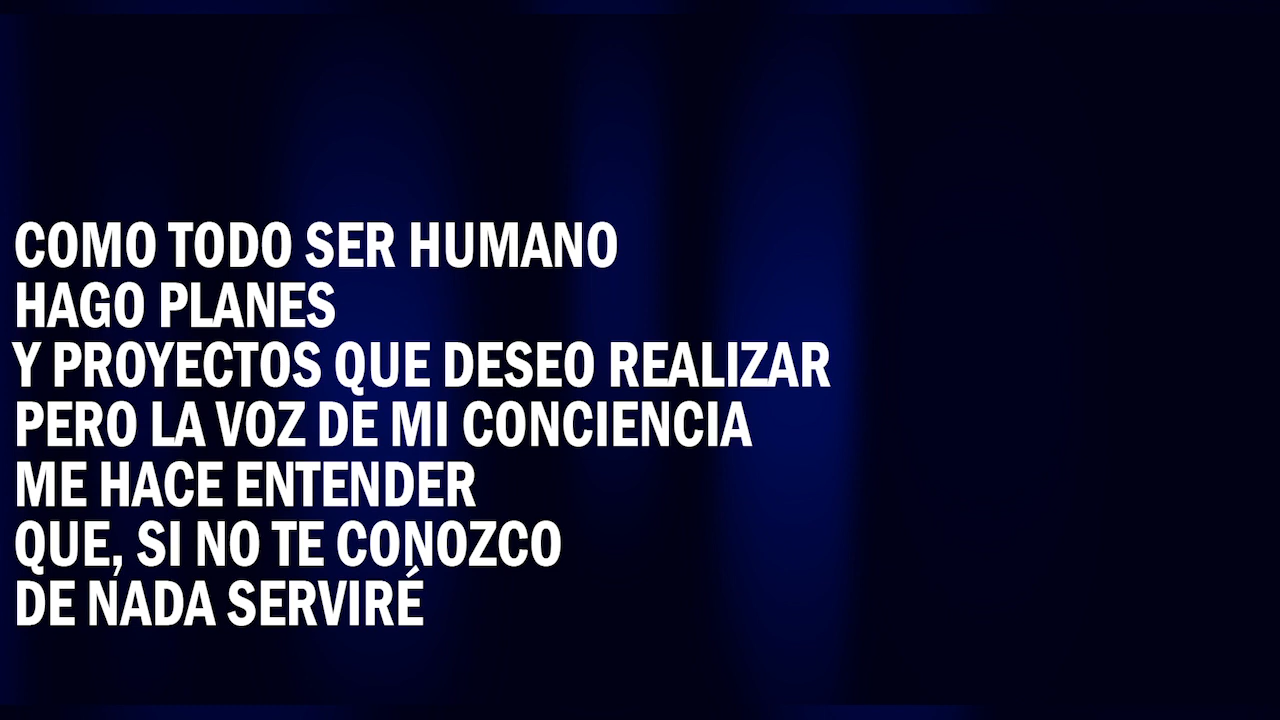 COMO TODO SER HUMANO
HAGO PLANES
Y PROYECTOS QUE DESEO REALIZAR
PERO LA VOZ DE MI CONCIENCIA
ME HACE ENTENDER
QUE, SI NO TE CONOZCO
DE NADA SERVIRÉ